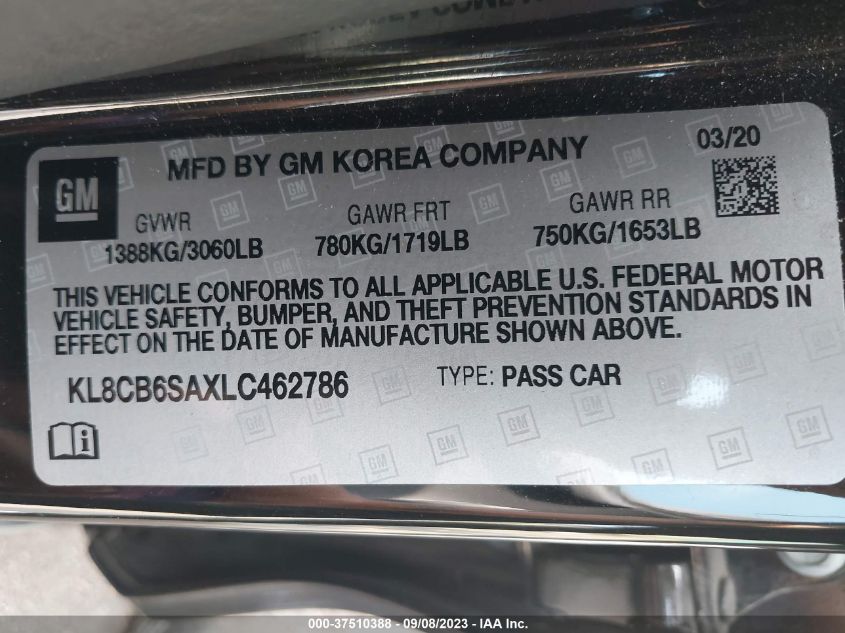 GM
MFD BY GM KOREA COMPANY
03/20
GVWR
1388KG/3060LB
GAWR FRT
780KG/1719LB
GAWR RR
750KG/1653LB
THIS VEHICLE CONFORMS TO ALL APPLICABLE U.S. FEDERAL MOTOR
VEHICLE SAFETY, BUMPER, AND THEFT PREVENTION STANDARDS IN
EFFECT ON THE DATE OF MANUFACTURE SHOWN ABOVE.
KL8CB6SAXLC462786
TYPE: PASS CAR
000-37510388 - 09/08/2023 - IAA Inc.